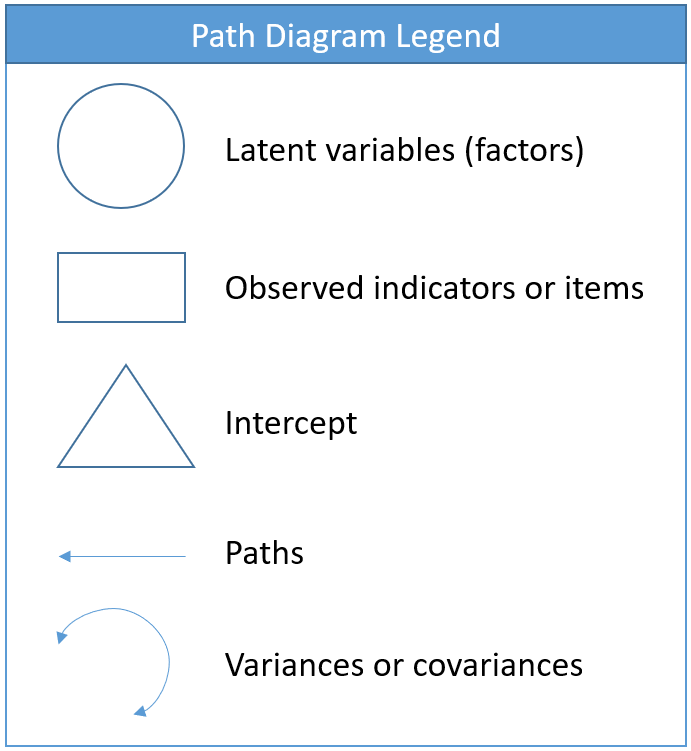 Path Diagram Legend
Latent variables (factors)
Observed indicators or items
Intercept
Paths
Variances or covariances